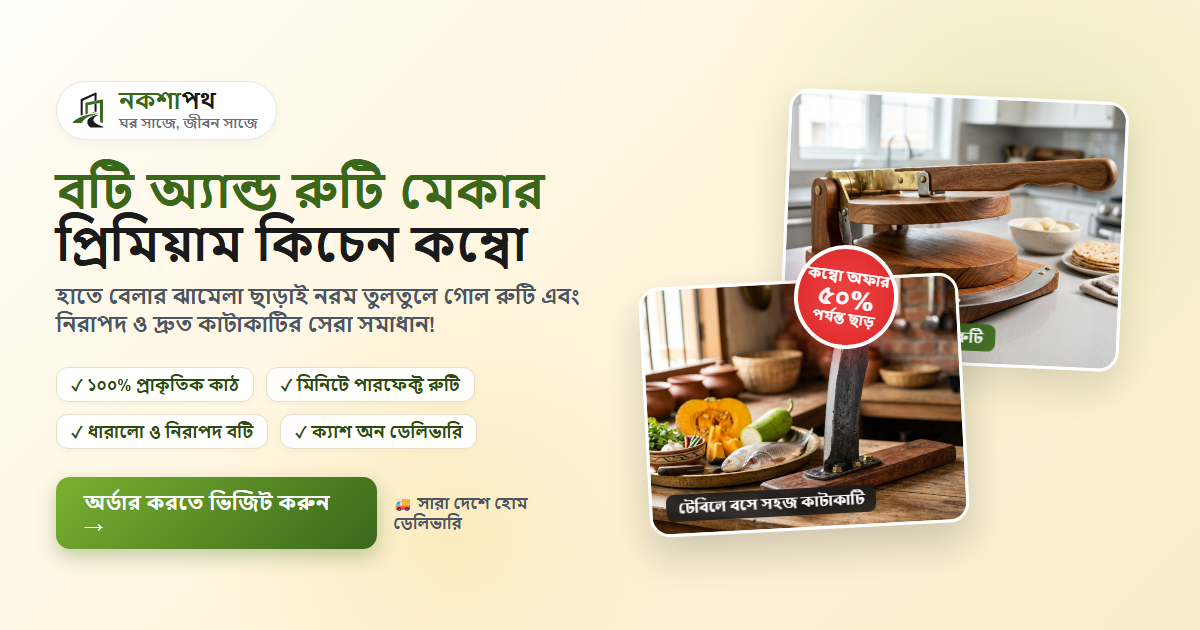 নকশাপথ
ঘর সাজে, জীবন সাজে
বটি অ্যান্ড রুটি মেকার
প্রিমিয়াম কিচেন কম্বো
হাতে বেলার ঝামেলা ছাড়াই নরম তুলতুলে গোল রুটি এবং
নিরাপদ ও দ্রুত কাটাকাটির সেরা সমাধান!
✓ ১০০% প্রাকৃতিক কাঠ
✓ মিনিটে পারফেক্ট রুটি
✓ ধারালো ও নিরাপদ বটি
✓ ক্যাশ অন ডেলিভারি
অর্ডার করতে ভিজিট করুন
→
🚚 সারা দেশে হোম
ডেলিভারি
কম্বো অফার
৫০%
পর্যন্ত ছাড়
রুটি
টেবিলে বসে সহজ কাটাকাটি